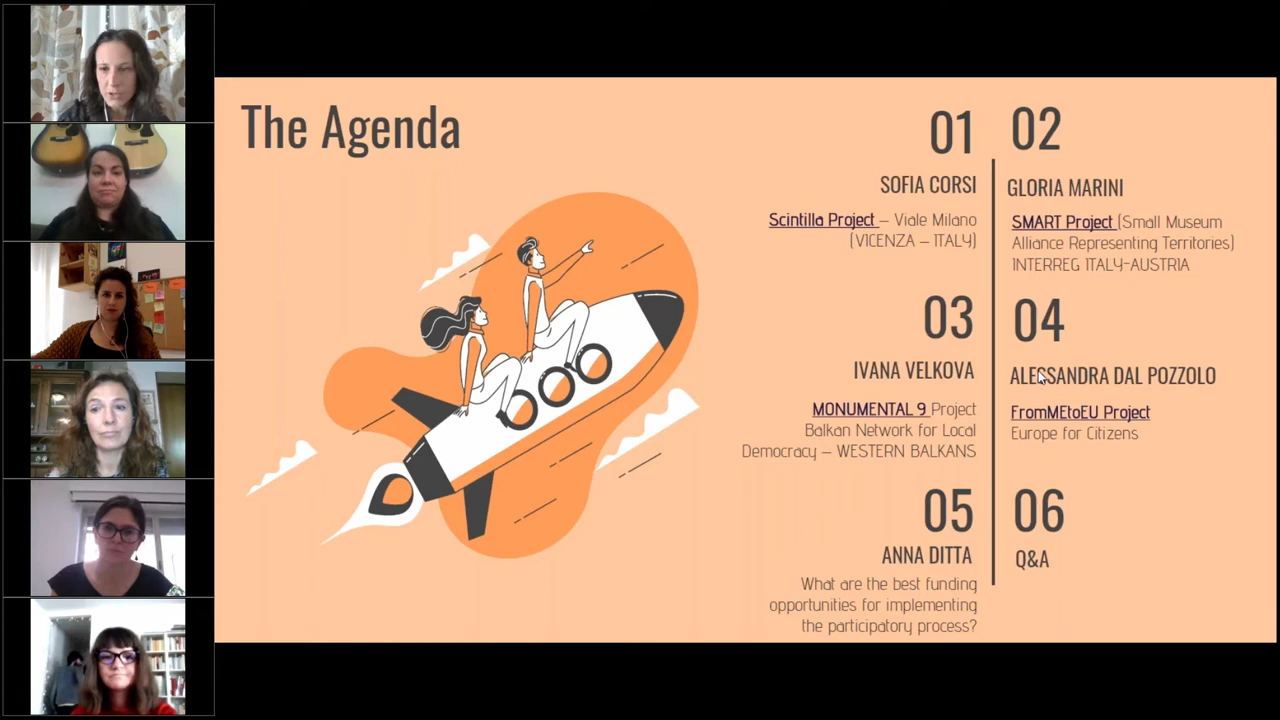 The Agenda
01
SOFIA CORSI
Scintilla Project – Viale Milano
(VICENZA – ITALY)
02
GLORIA MARINI
SMART Project (Small Museum
Alliance Representing Territories)
INTERREG ITALY-AUSTRIA
03
IVANA VELKOVA
MONUMENTAL 9 Project
Balkan Network for Local
Democracy – WESTERN BALKANS
04
ALESSANDRA DAL POZZOLO
FromMEtoEU Project
Europe for Citizens
05
ANNA DITTA
What are the best funding
opportunities for implementing
the participatory process?
06
Q&A